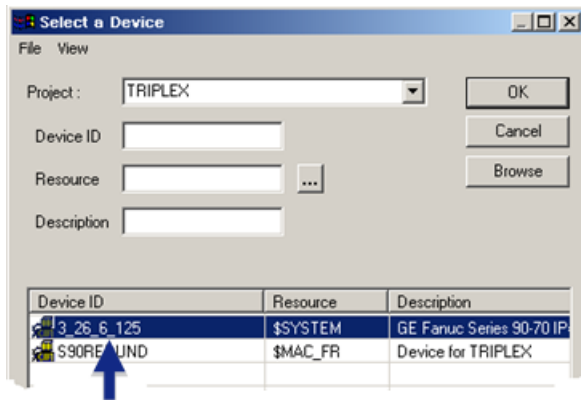 Select a Device
File View
Project : TRIPLEX
OK
Device ID
Cancel
Resource ...
Browse
Description
Device ID Resource Description
3_26_6_125 $SYSTEM GE Fanuc Series 90-70 IP
$MAC_FR Device for TRIPLEX